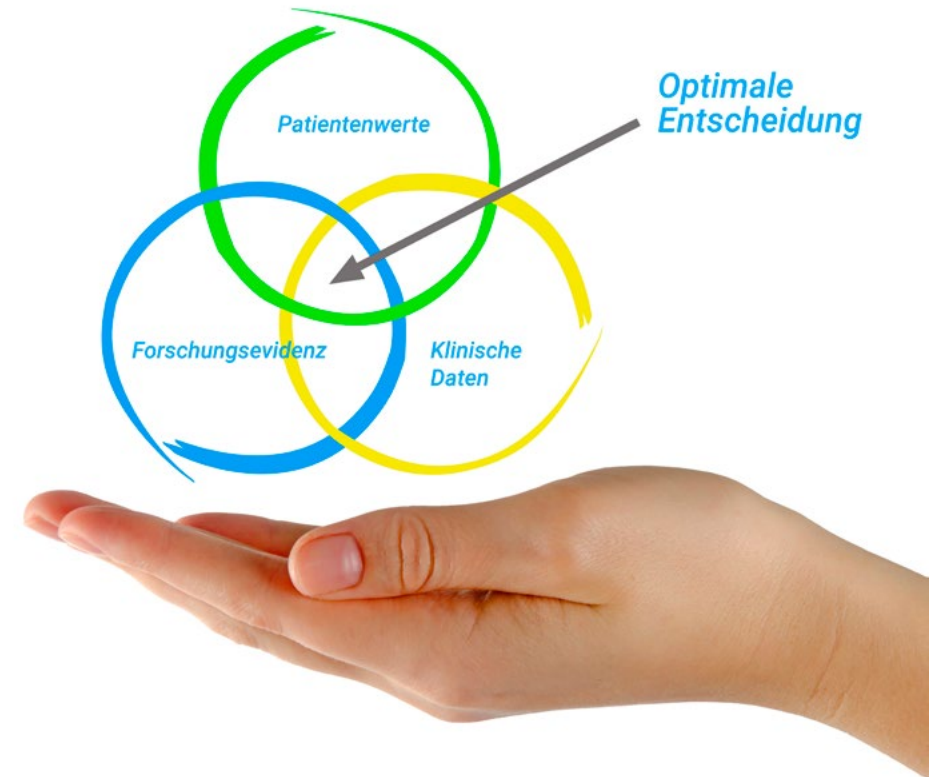 Patientenwerte
Optimale
Entscheidung
Forschungsevidenz
Klinische
Daten